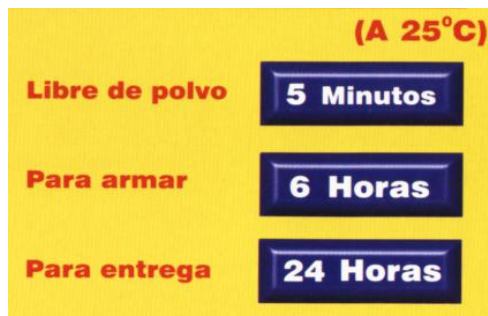 (A 25°C)
Libre de polvo 5 Minutos
Para armar 6 Horas
Para entrega 24 Horas